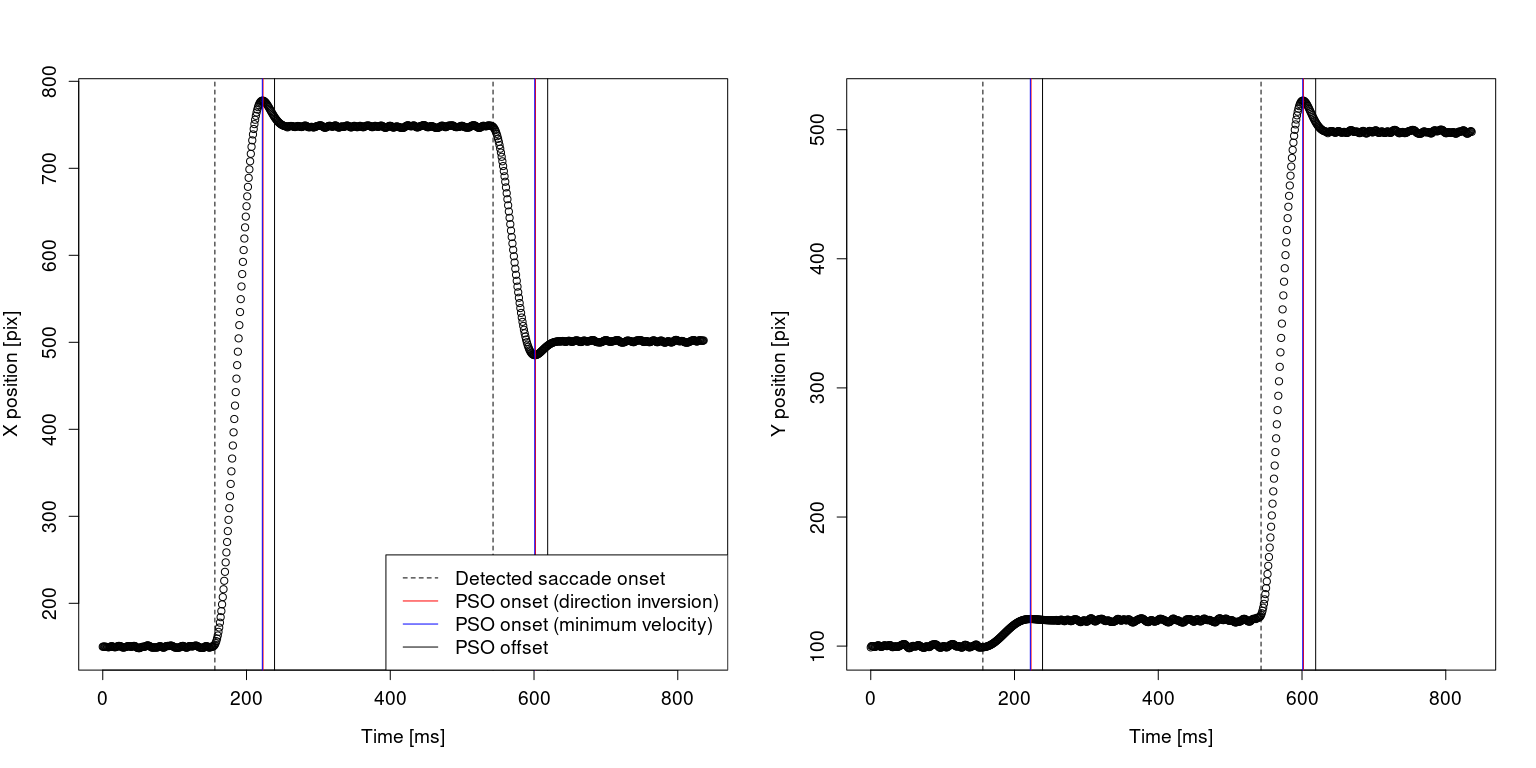 X position [pix]
800
700
600
500
400
300
200
0
200
400
600
800
Time [ms]
Detected saccade onset
PSO onset (direction inversion)
PSO onset (minimum velocity)
PSO offset
Y position [pix]
500
400
300
200
100
0
200
400
600
800
Time [ms]